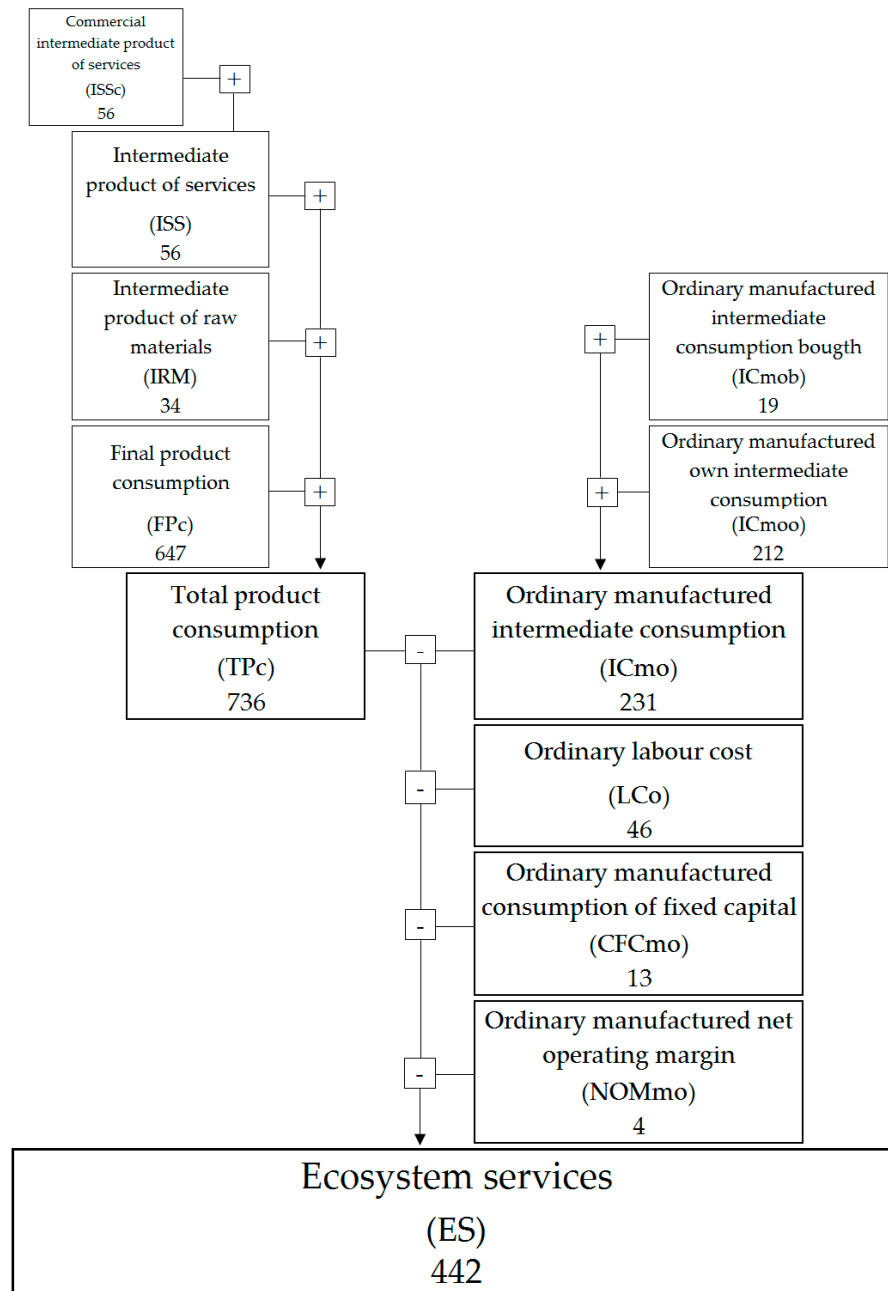 Commercial
intermediate product
of services
(ISSc)
56
+
Intermediate
product of services
(ISS)
56
+
Intermediate
product of raw
materials
(IRM)
34
+
Final product
consumption
(FPc)
647
+
Ordinary manufactured
intermediate
consumption bougth
(ICmob)
19
+
Ordinary manufactured
own intermediate
consumption
(ICmoo)
212
+
Total product
consumption
(TPc)
736
-
Ordinary manufactured
intermediate consumption
(ICmo)
231
-
Ordinary labour cost
(LCo)
46
-
Ordinary manufactured
consumption of fixed capital
(CFCmo)
13
-
Ordinary manufactured net
operating margin
(NOMmo)
4
Ecosystem services
(ES)
442